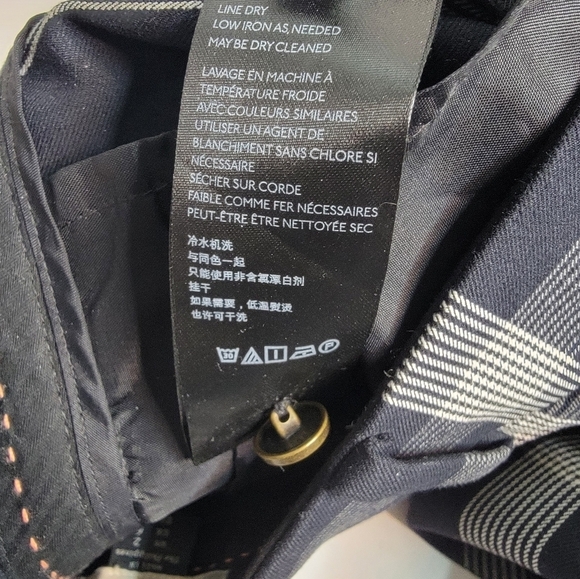 LINE DRY
LOW IRON AS, NEEDED
MAY BE DRY CLEANED
LAVAGE EN MACHINE À
TEMPÉRATURE FROIDE
AVEC COULEURS SIMILAIRES
UTILISER UN AGENT DE
BLANCHIMENT SANS CHLORE SI
NÉCESSAIRE
SÉCHER SUR CORDE
FAIBLE COMME FER NÉCESSAIRES
PEUT-ÊTRE ÊTRE NETTOYÉE SEC
冷水机洗
与同色一起
只能使用非含氯漂白剂
挂干
如果需要，低温熨烫
也许可干洗
30 P